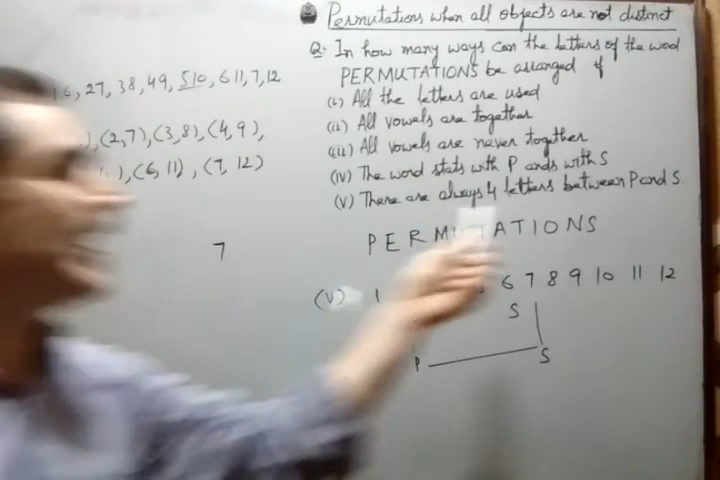 Permutations when all objects are not distinct
Q. In how many ways can the letters of the word
PERMUTATIONS be arranged if
(i) All the letters are used
(ii) All vowels are together
(iii) All vowels are never together
(iv) The word stats with P ands with S
(v) There are always 4 letters between P and S.
6, 27, 38, 49, 510, 611, 7, 12
, (2,7), (3,8), (4,9),
, (6, 11), (7, 12)
7
PERMUTATIONS
(V) 1 6 7 8 9 10 11 12
S
P S